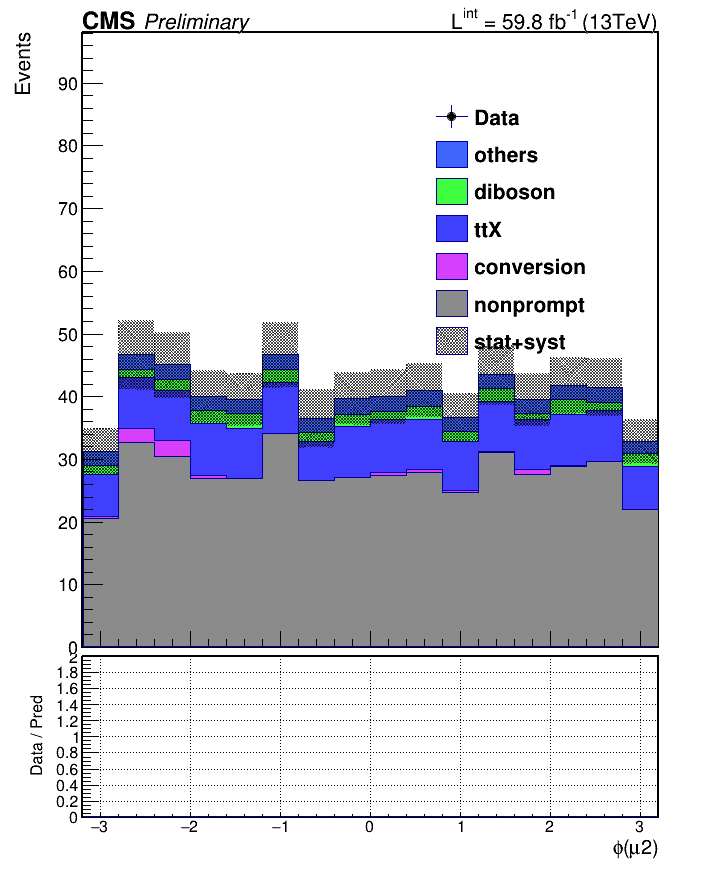 CMS Preliminary L^int = 59.8 fb^-1 (13TeV)
Events
90
80
70
60
50
40
30
20
10
0
Data
others
diboson
ttX
conversion
nonprompt
stat+syst
Data / Pred
2
1.8
1.6
1.4
1.2
1
0.8
0.6
0.4
0.2
0
−3 −2 −1 0 1 2 3
ϕ(μ2)